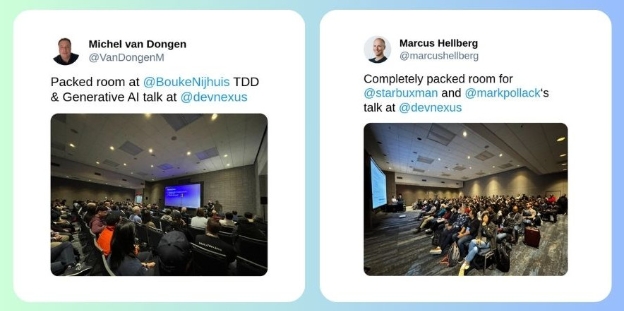 Michel van Dongen
@VanDongenM
Packed room at @BoukeNijhuis TDD
& Generative AI talk at @devnexus
Marcus Hellberg
@marcushellberg
Completely packed room for
@starbuxman and @markpollack's
talk at @devnexus